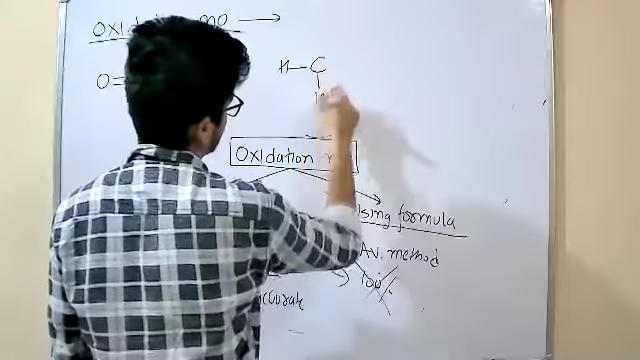 Oxidation no →
O=
H—C
H
Oxidation
using formula
Av. method
100%
accurate